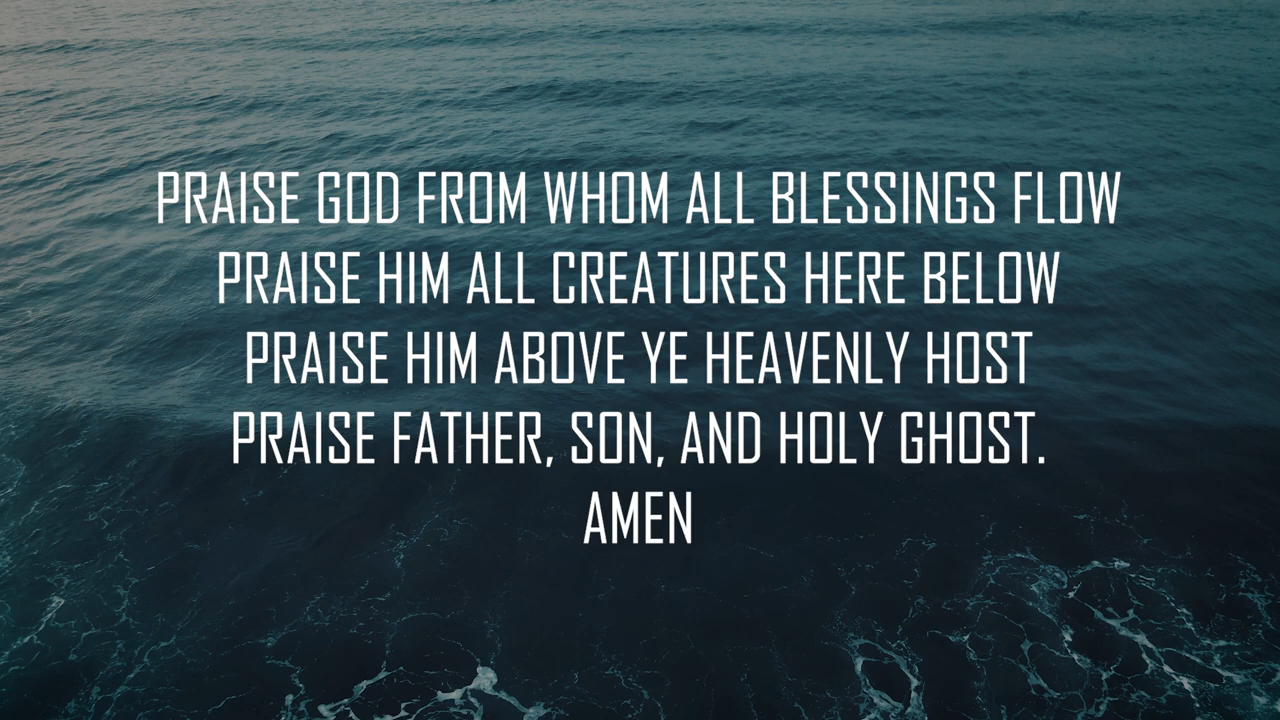 PRAISE GOD FROM WHOM ALL BLESSINGS FLOW
PRAISE HIM ALL CREATURES HERE BELOW
PRAISE HIM ABOVE YE HEAVENLY HOST
PRAISE FATHER, SON, AND HOLY GHOST.
AMEN